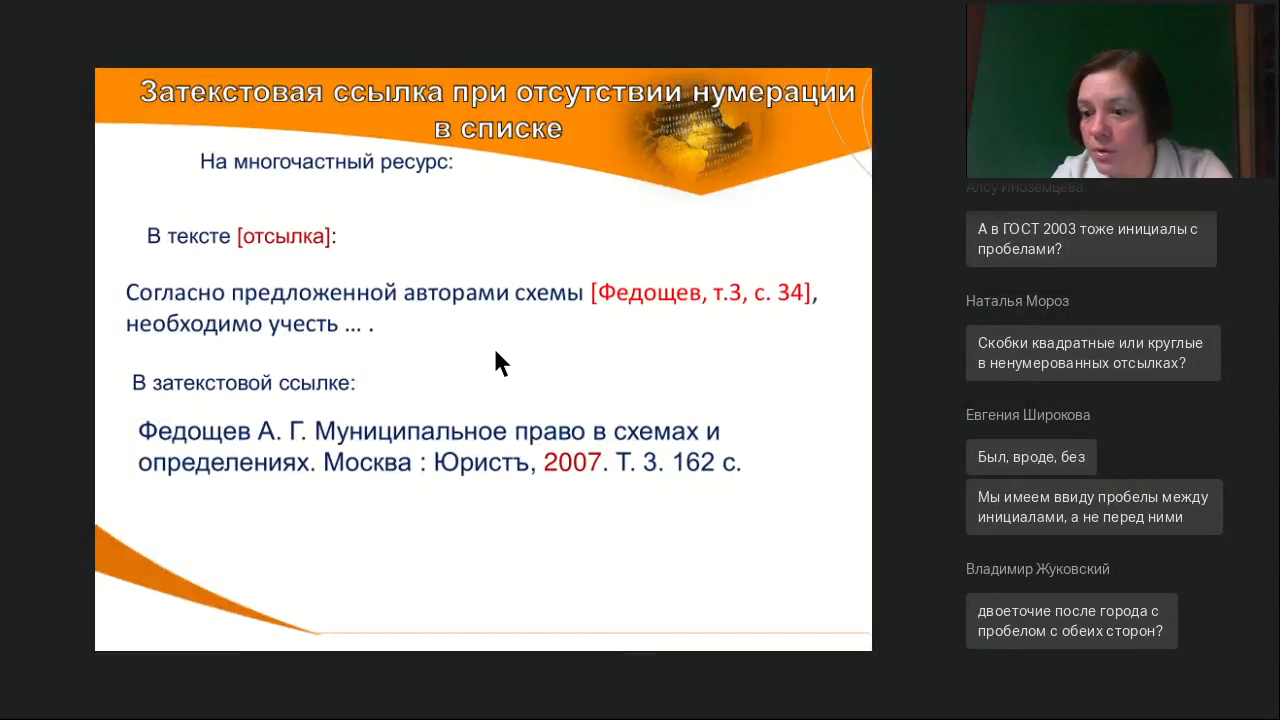 Затекстовая ссылка при отсутствии нумерации
в списке
На многочастный ресурс:
В тексте [отсылка]:
Согласно предложенной авторами схемы [Федощев, т.3, с. 34],
необходимо учесть ... .
В затекстовой ссылке:
Федощев А. Г. Муниципальное право в схемах и
определениях. Москва : Юристъ, 2007. Т. 3. 162 с.
Алсу Иноземцева
А в ГОСТ 2003 тоже инициалы с
пробелами?
Наталья Мороз
Скобки квадратные или круглые
в ненумерованных отсылках?
Евгения Широкова
Был, вроде, без
Мы имеем ввиду пробелы между
инициалами, а не перед ними
Владимир Жуковский
двоеточие после города с
пробелом с обеих сторон?